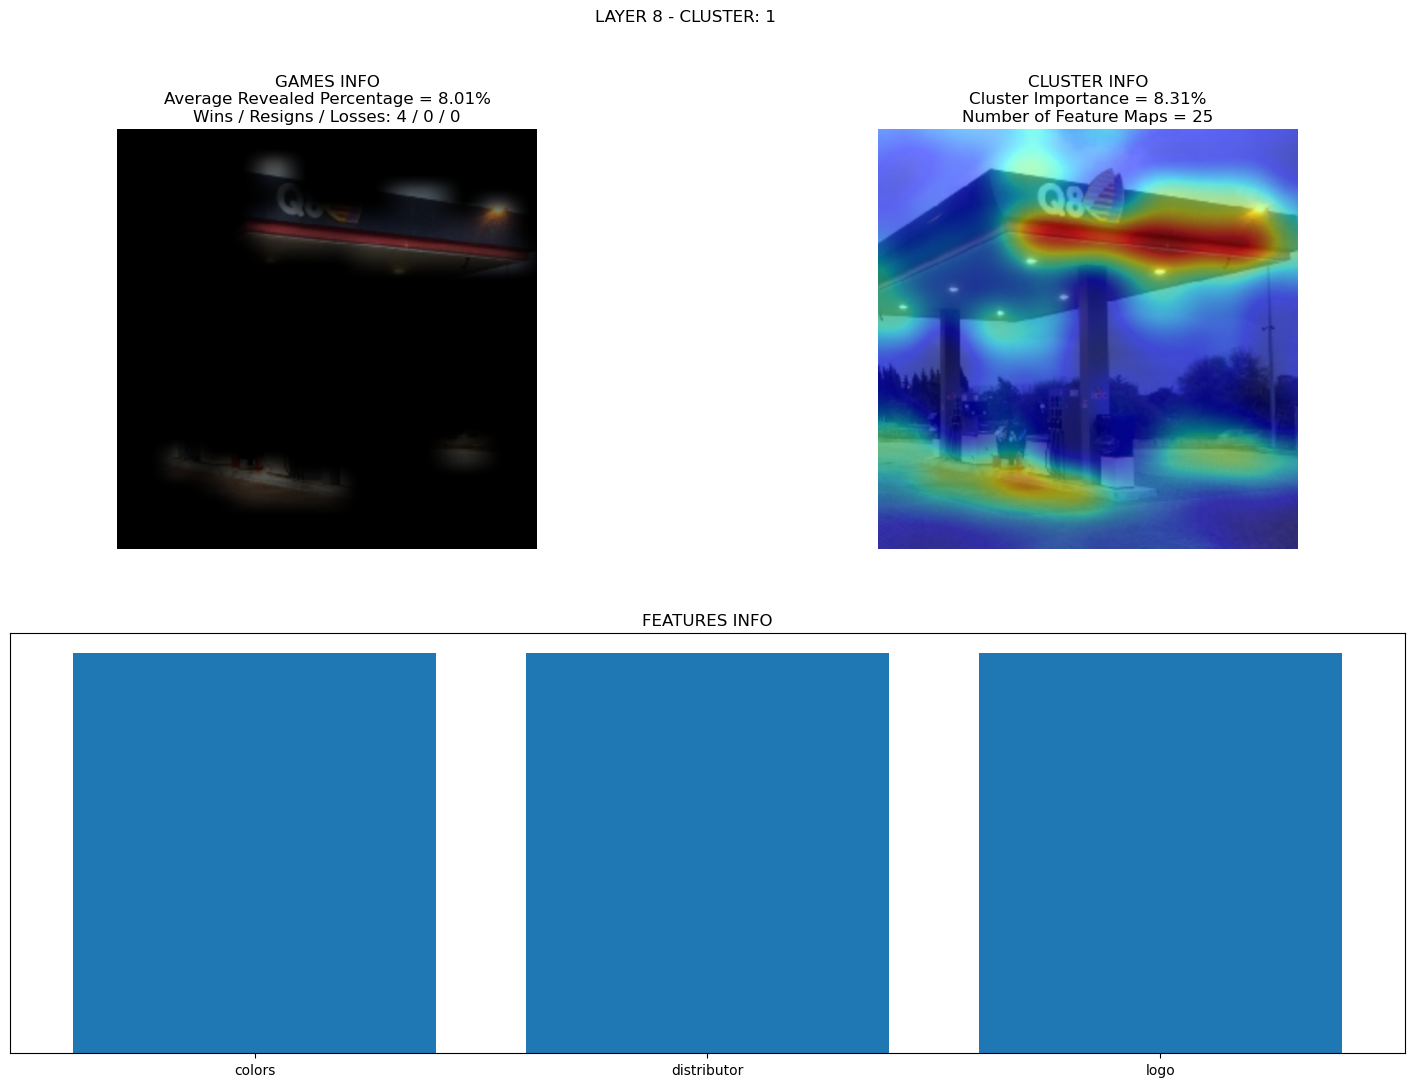 LAYER 8 - CLUSTER: 1
GAMES INFO
Average Revealed Percentage = 8.01%
Wins / Resigns / Losses: 4 / 0 / 0
Q8
CLUSTER INFO
Cluster Importance = 8.31%
Number of Feature Maps = 25
Q8
FEATURES INFO
colors
distributor
logo